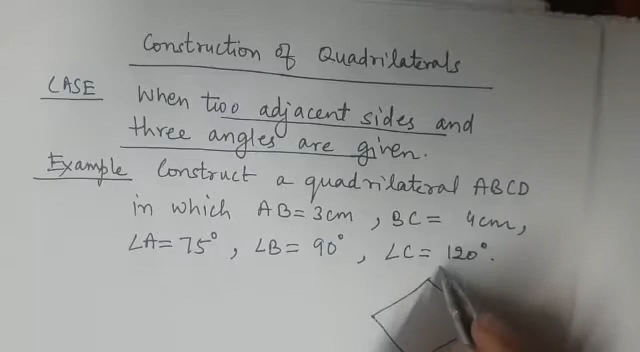 Construction of Quadrilaterals
CASE When two adjacent sides and
three angles are given.
Example Construct a quadrilateral ABCD
in which AB=3cm, BC= 4cm,
∠A=75°, ∠B=90°, ∠C=120°.